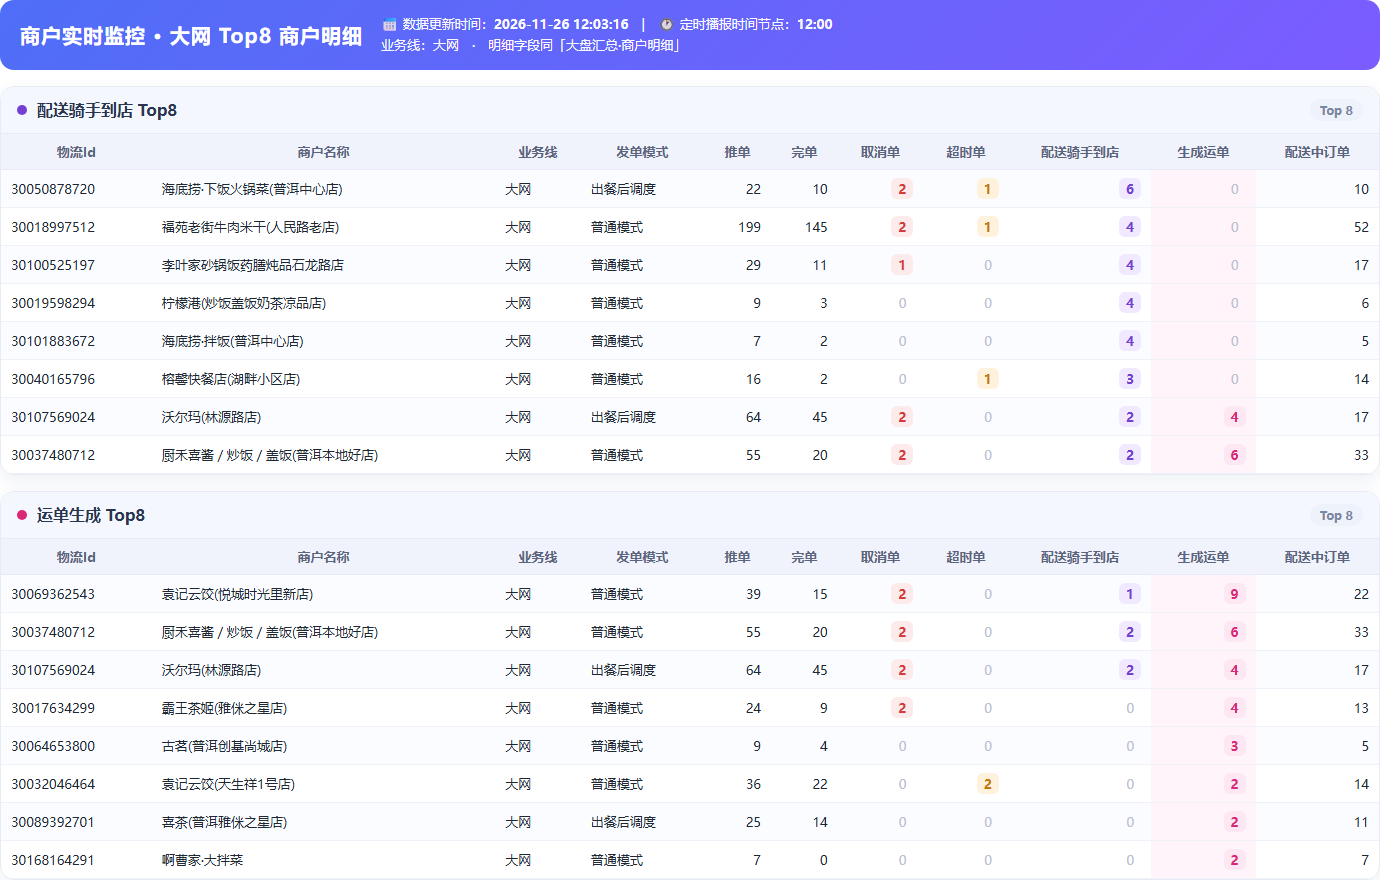 商户实时监控 • 大网 Top8 商户明细
数据更新时间：2026-11-26 12:03:16 | 定时播报时间节点：12:00
业务线：大网 · 明细字段同「大盘汇总·商户明细」
配送骑手到店 Top8 Top 8
物流Id 商户名称 业务线 发单模式 推单 完单 取消单 超时单 配送骑手到店 生成运单 配送中订单
30050878720 海底捞·下饭火锅菜(普洱中心店) 大网 出餐后调度 22 10 2 1 6 0 10
30018997512 福苑老街牛肉米干(人民路老店) 大网 普通模式 199 145 2 1 4 0 52
30100525197 李叶家砂锅饭药膳炖品石龙路店 大网 普通模式 29 11 1 0 4 0 17
30019598294 柠檬港(炒饭盖饭奶茶凉品店) 大网 普通模式 9 3 0 0 4 0 6
30101883672 海底捞·拌饭(普洱中心店) 大网 普通模式 7 2 0 0 4 0 5
30040165796 榕馨快餐店(湖畔小区店) 大网 普通模式 16 2 0 1 3 0 14
30107569024 沃尔玛(林源路店) 大网 出餐后调度 64 45 2 0 2 4 17
30037480712 厨禾喜酱 / 炒饭 / 盖饭(普洱本地好店) 大网 普通模式 55 20 2 0 2 6 33
运单生成 Top8 Top 8
物流Id 商户名称 业务线 发单模式 推单 完单 取消单 超时单 配送骑手到店 生成运单 配送中订单
30069362543 袁记云饺(悦城时光里新店) 大网 普通模式 39 15 2 0 1 9 22
30037480712 厨禾喜酱 / 炒饭 / 盖饭(普洱本地好店) 大网 普通模式 55 20 2 0 2 6 33
30107569024 沃尔玛(林源路店) 大网 出餐后调度 64 45 2 0 2 4 17
30017634299 霸王茶姬(雅侎之星店) 大网 普通模式 24 9 2 0 0 4 13
30064653800 古茗(普洱创基尚城店) 大网 普通模式 9 4 0 0 0 3 5
30032046464 袁记云饺(天生祥1号店) 大网 普通模式 36 22 0 2 0 2 14
30089392701 喜茶(普洱雅侎之星店) 大网 出餐后调度 25 14 0 0 0 2 11
30168164291 啊曹家·大拌菜 大网 普通模式 7 0 0 0 0 2 7